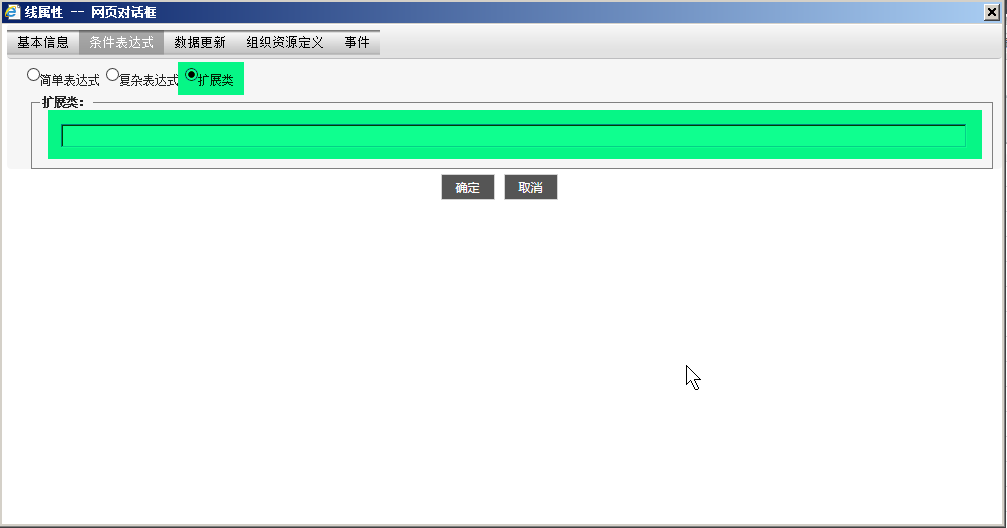 线属性 -- 网页对话框
基本信息 条件表达式 数据更新 组织资源定义 事件
简单表达式 复杂表达式 扩展类
扩展类：
确定 取消